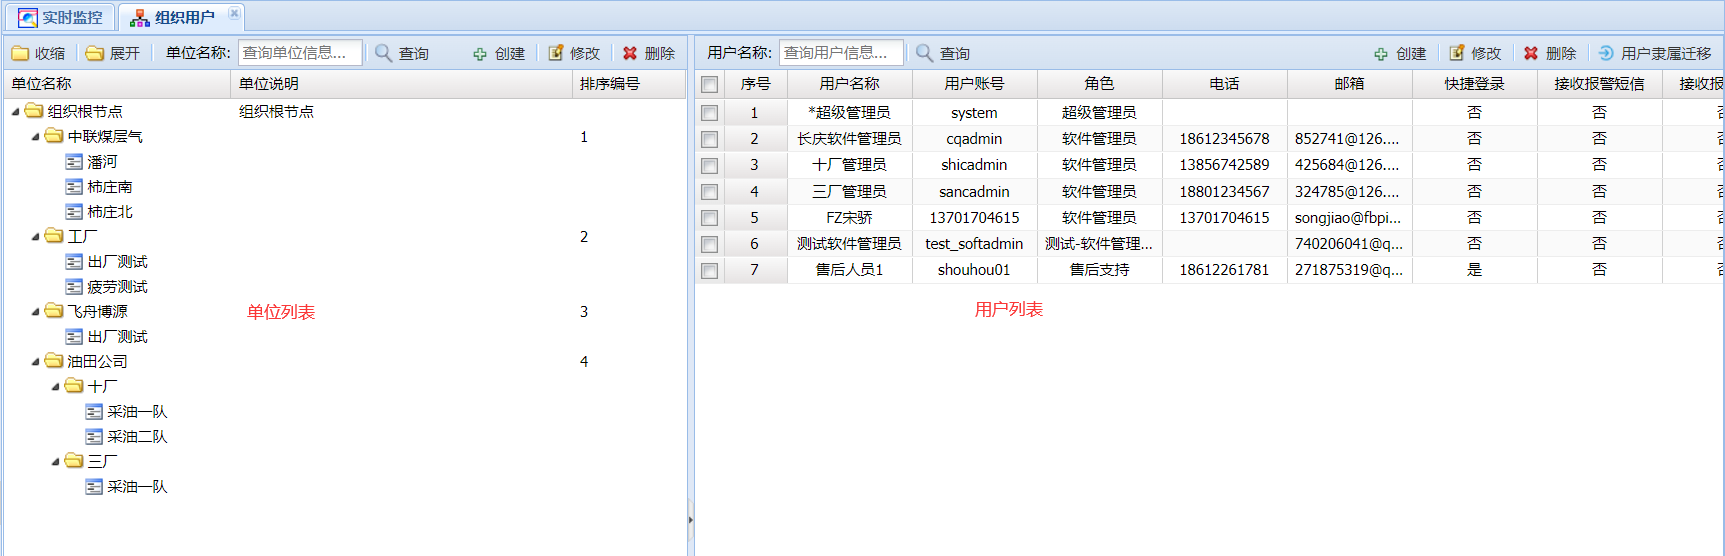 实时监控 组织用户
收缩 展开 单位名称: 查询单位信息... 查询 创建 修改 删除
单位名称 单位说明 排序编号
组织根节点 组织根节点
中联煤层气 1
潘河
柿庄南
柿庄北
工厂 2
出厂测试
疲劳测试
飞舟博源 3
出厂测试
油田公司 4
十厂
采油一队
采油二队
三厂
采油一队
单位列表
用户名称: 查询用户信息... 查询 创建 修改 删除 用户隶属迁移
序号 用户名称 用户账号 角色 电话 邮箱 快捷登录 接收报警短信 接收报
1 *超级管理员 system 超级管理员 否 否
2 长庆软件管理员 cqadmin 软件管理员 18612345678 852741@126.... 否 否
3 十厂管理员 shicadmin 软件管理员 13856742589 425684@126.... 否 否
4 三厂管理员 sancadmin 软件管理员 18801234567 324785@126.... 否 否
5 FZ宋骄 13701704615 软件管理员 13701704615 songjiao@fbpi... 否 否
6 测试软件管理员 test_softadmin 测试-软件管理... 740206041@q... 否 否
7 售后人员1 shouhou01 售后支持 18612261781 271875319@q... 是 否
用户列表